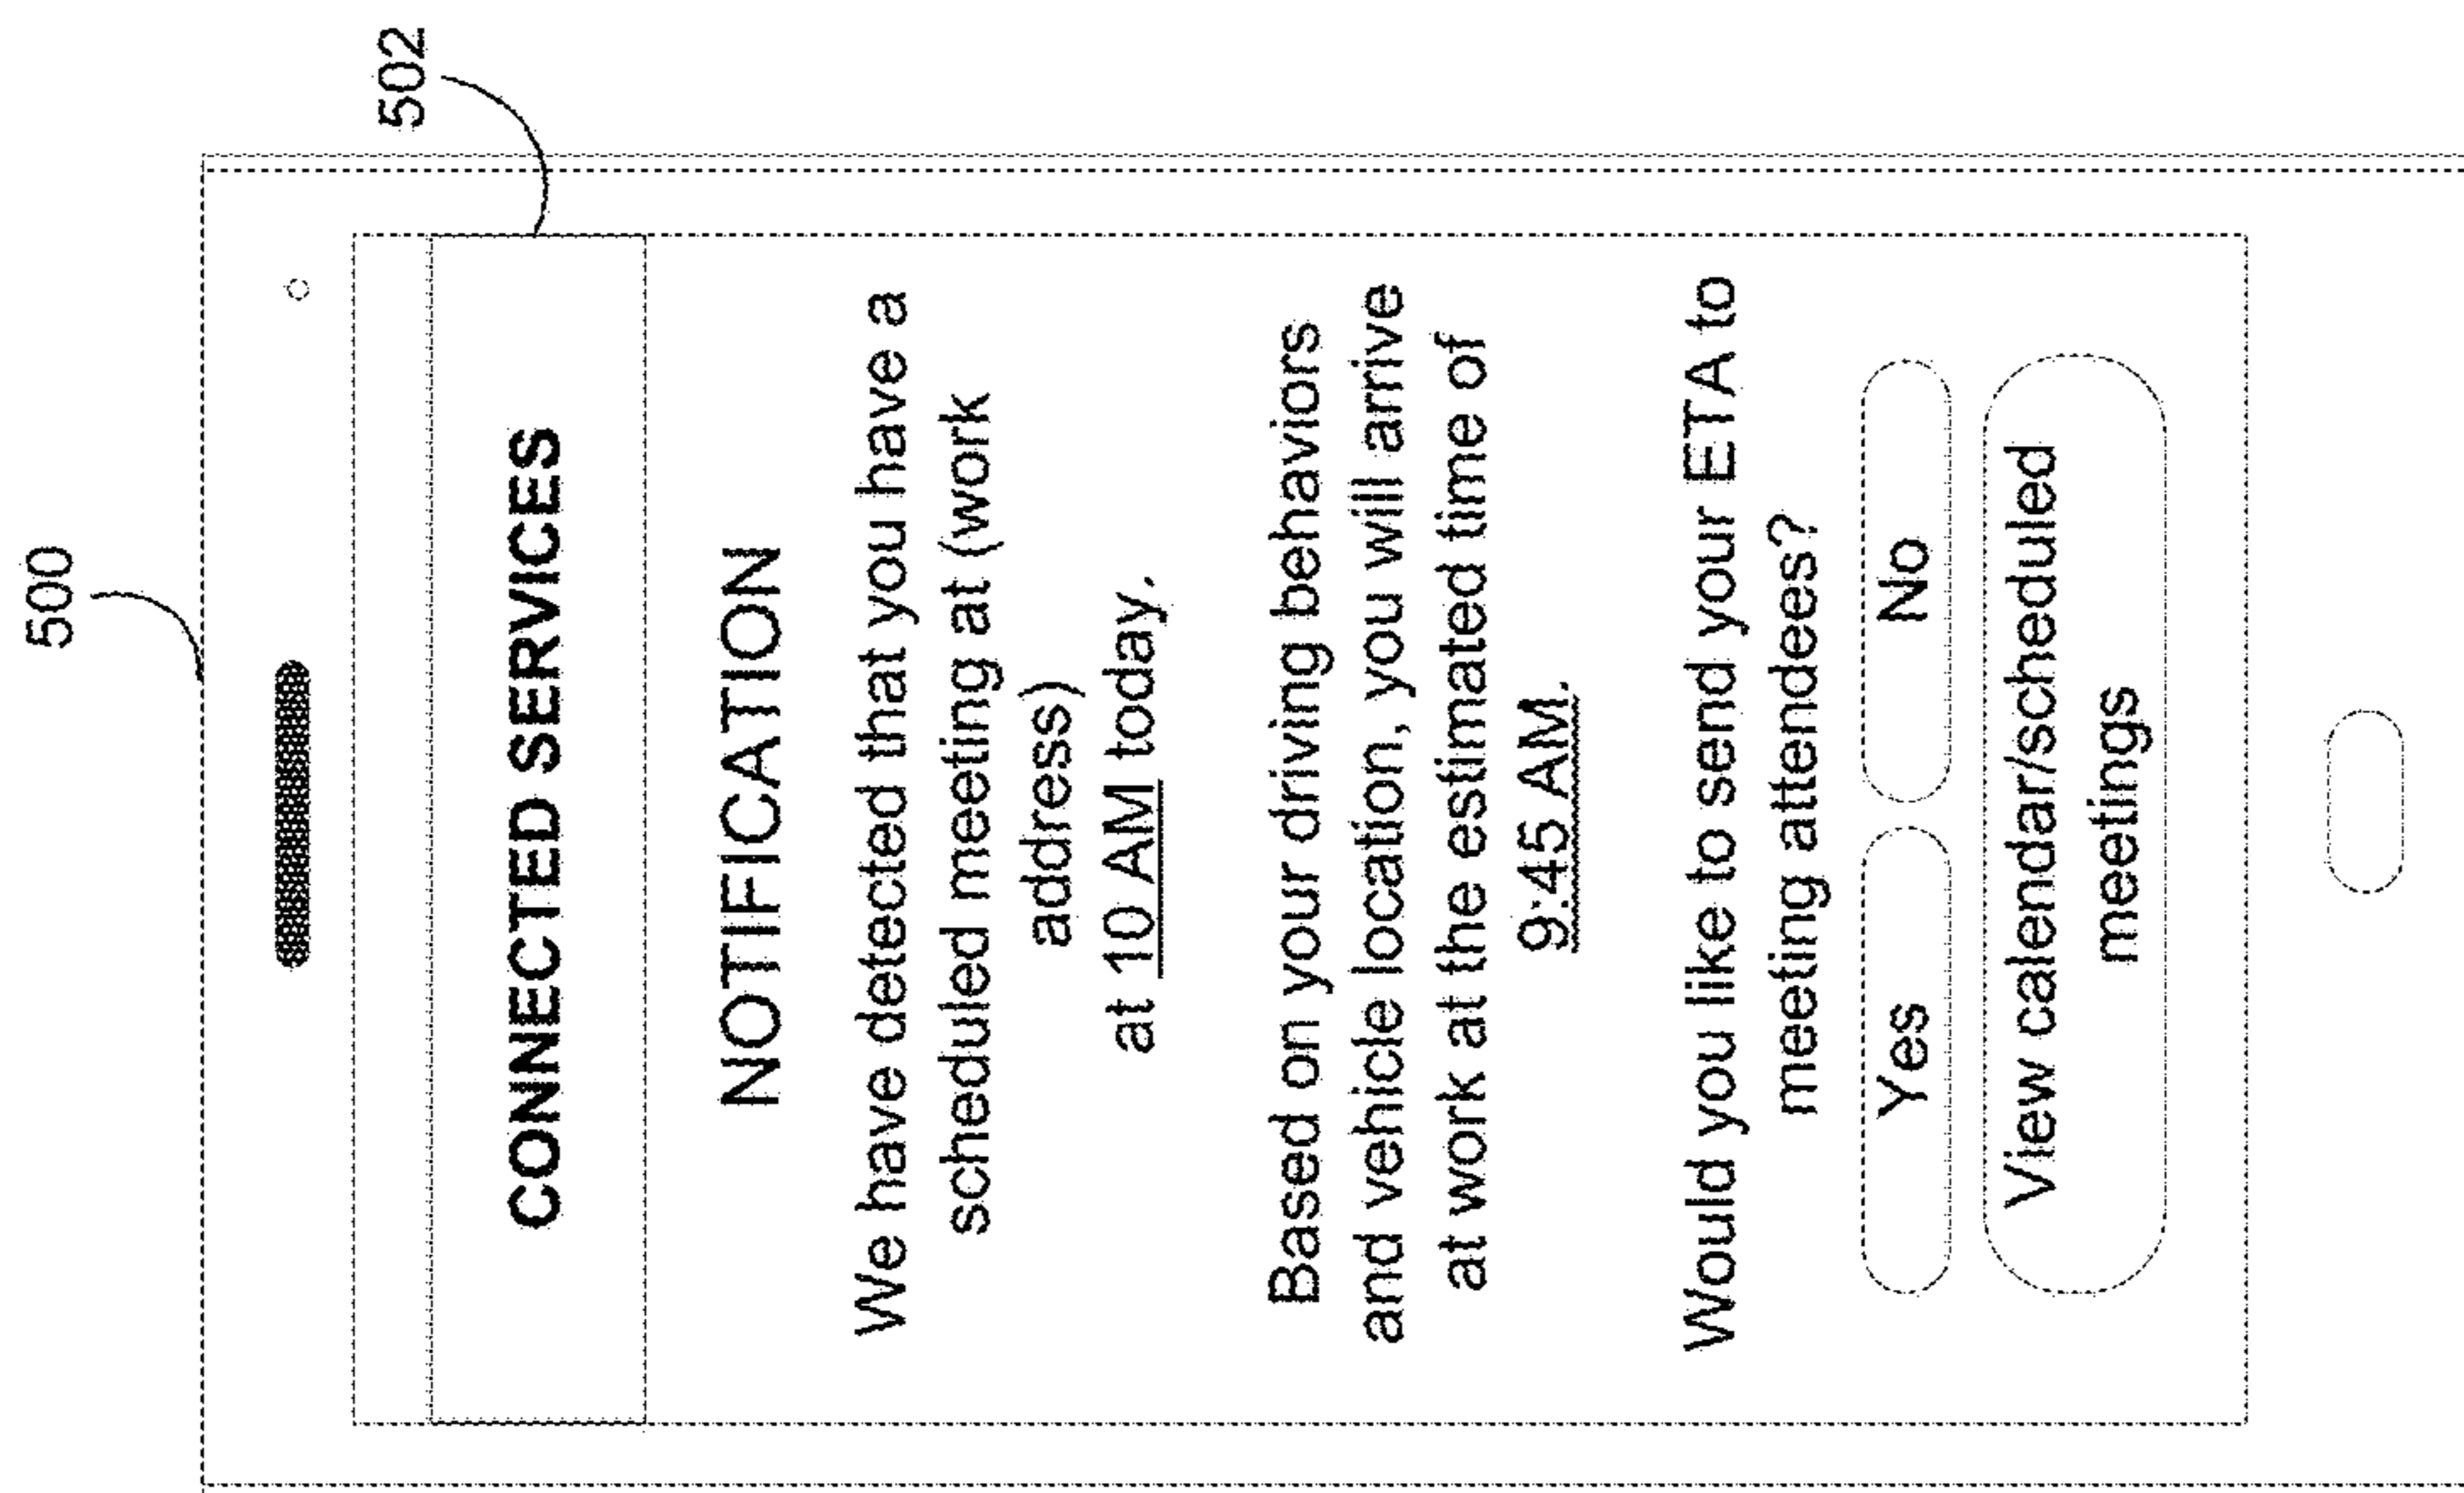 500
502
CONNECTED SERVICES
NOTIFICATION
We have detected that you have a
scheduled meeting at (work
address)
at 10 AM today.
Based on your driving behaviors
and vehicle location, you will arrive
at work at the estimated time of
9:45 AM.
Would you like to send your ETA to
meeting attendees?
Yes No
View calendar/scheduled
meetings